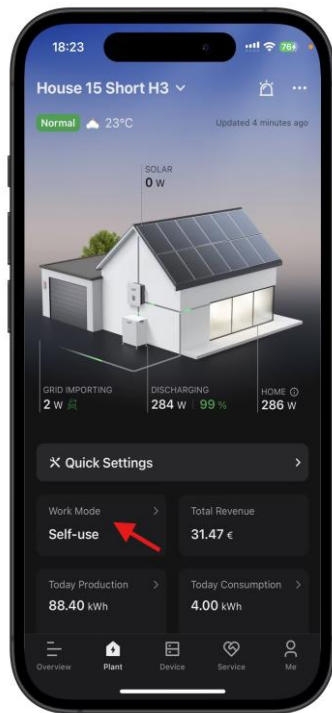 18:23
76
House 15 Short H3
Normal 23°C Updated 4 minutes ago
SOLAR
0 W
GRID IMPORTING DISCHARGING HOME
2 W 284 W 99 % 286 W
Quick Settings
Work Mode Total Revenue
Self-use 31.47 €
Today Production Today Consumption
88.40 kWh 4.00 kWh
Overview Plant Device Service Me